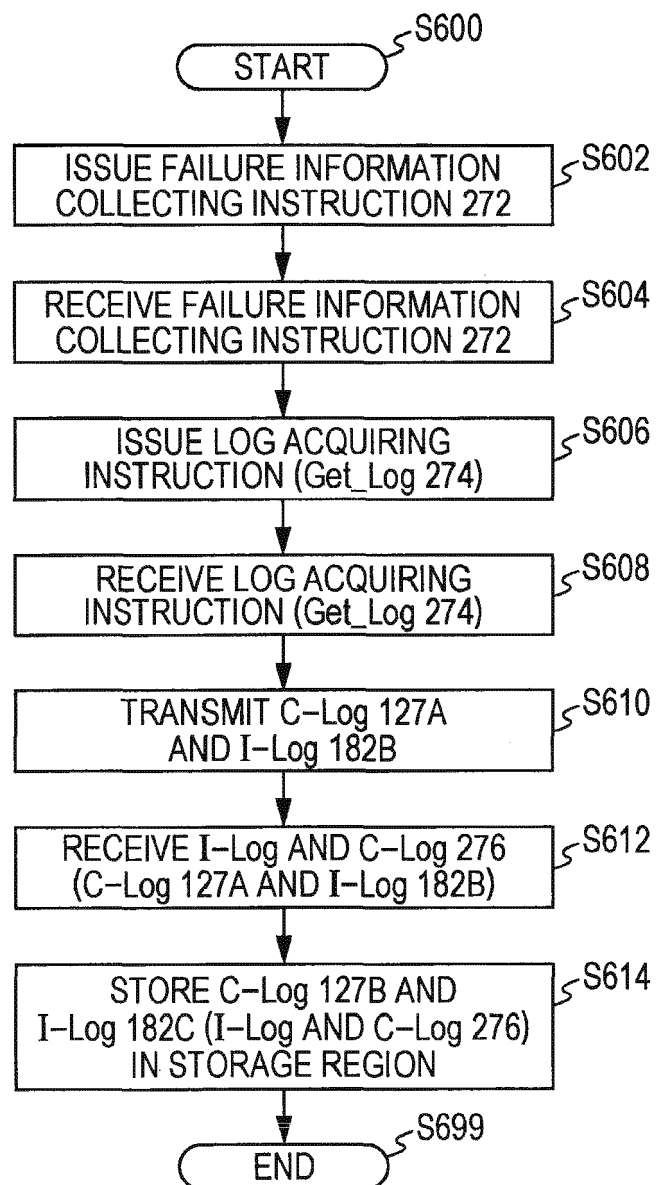 S600
START
ISSUE FAILURE INFORMATION
COLLECTING INSTRUCTION 272
S602
RECEIVE FAILURE INFORMATION
COLLECTING INSTRUCTION 272
S604
ISSUE LOG ACQUIRING
INSTRUCTION (Get_Log 274)
S606
RECEIVE LOG ACQUIRING
INSTRUCTION (Get_Log 274)
S608
TRANSMIT C-Log 127A
AND I-Log 182B
S610
RECEIVE I-Log AND C-Log 276
(C-Log 127A AND I-Log 182B)
S612
STORE C-Log 127B AND
I-Log 182C (I-Log AND C-Log 276)
IN STORAGE REGION
S614
S699
END